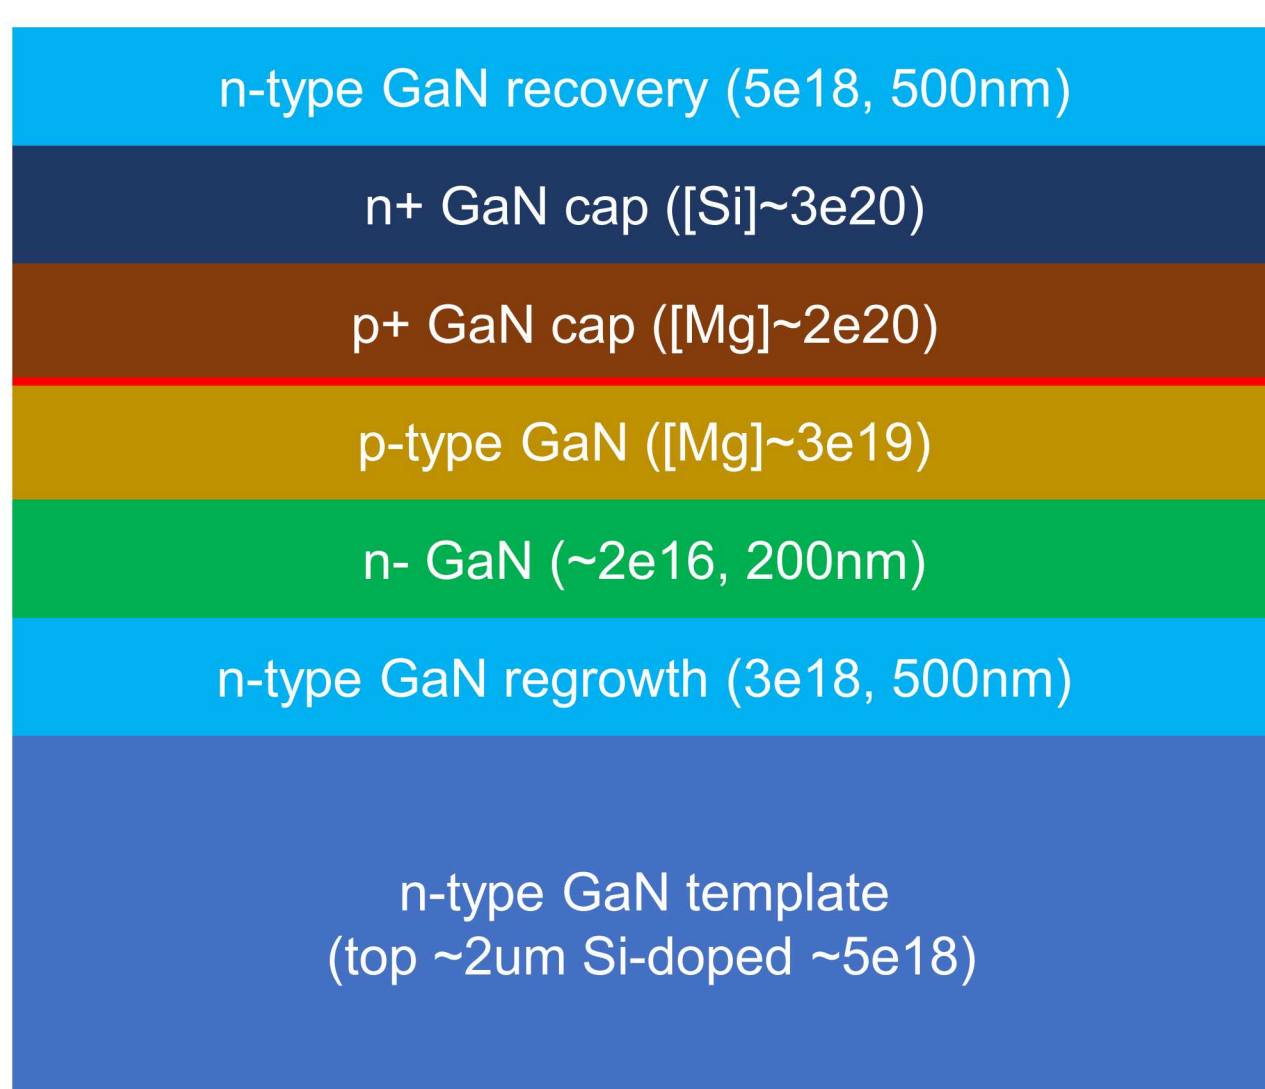 n-type GaN recovery (5e18, 500nm)
n+ GaN cap ([Si]~3e20)
p+ GaN cap ([Mg]~2e20)
p-type GaN ([Mg]~3e19)
n- GaN (~2e16, 200nm)
n-type GaN regrowth (3e18, 500nm)
n-type GaN template
(top ~2um Si-doped ~5e18)